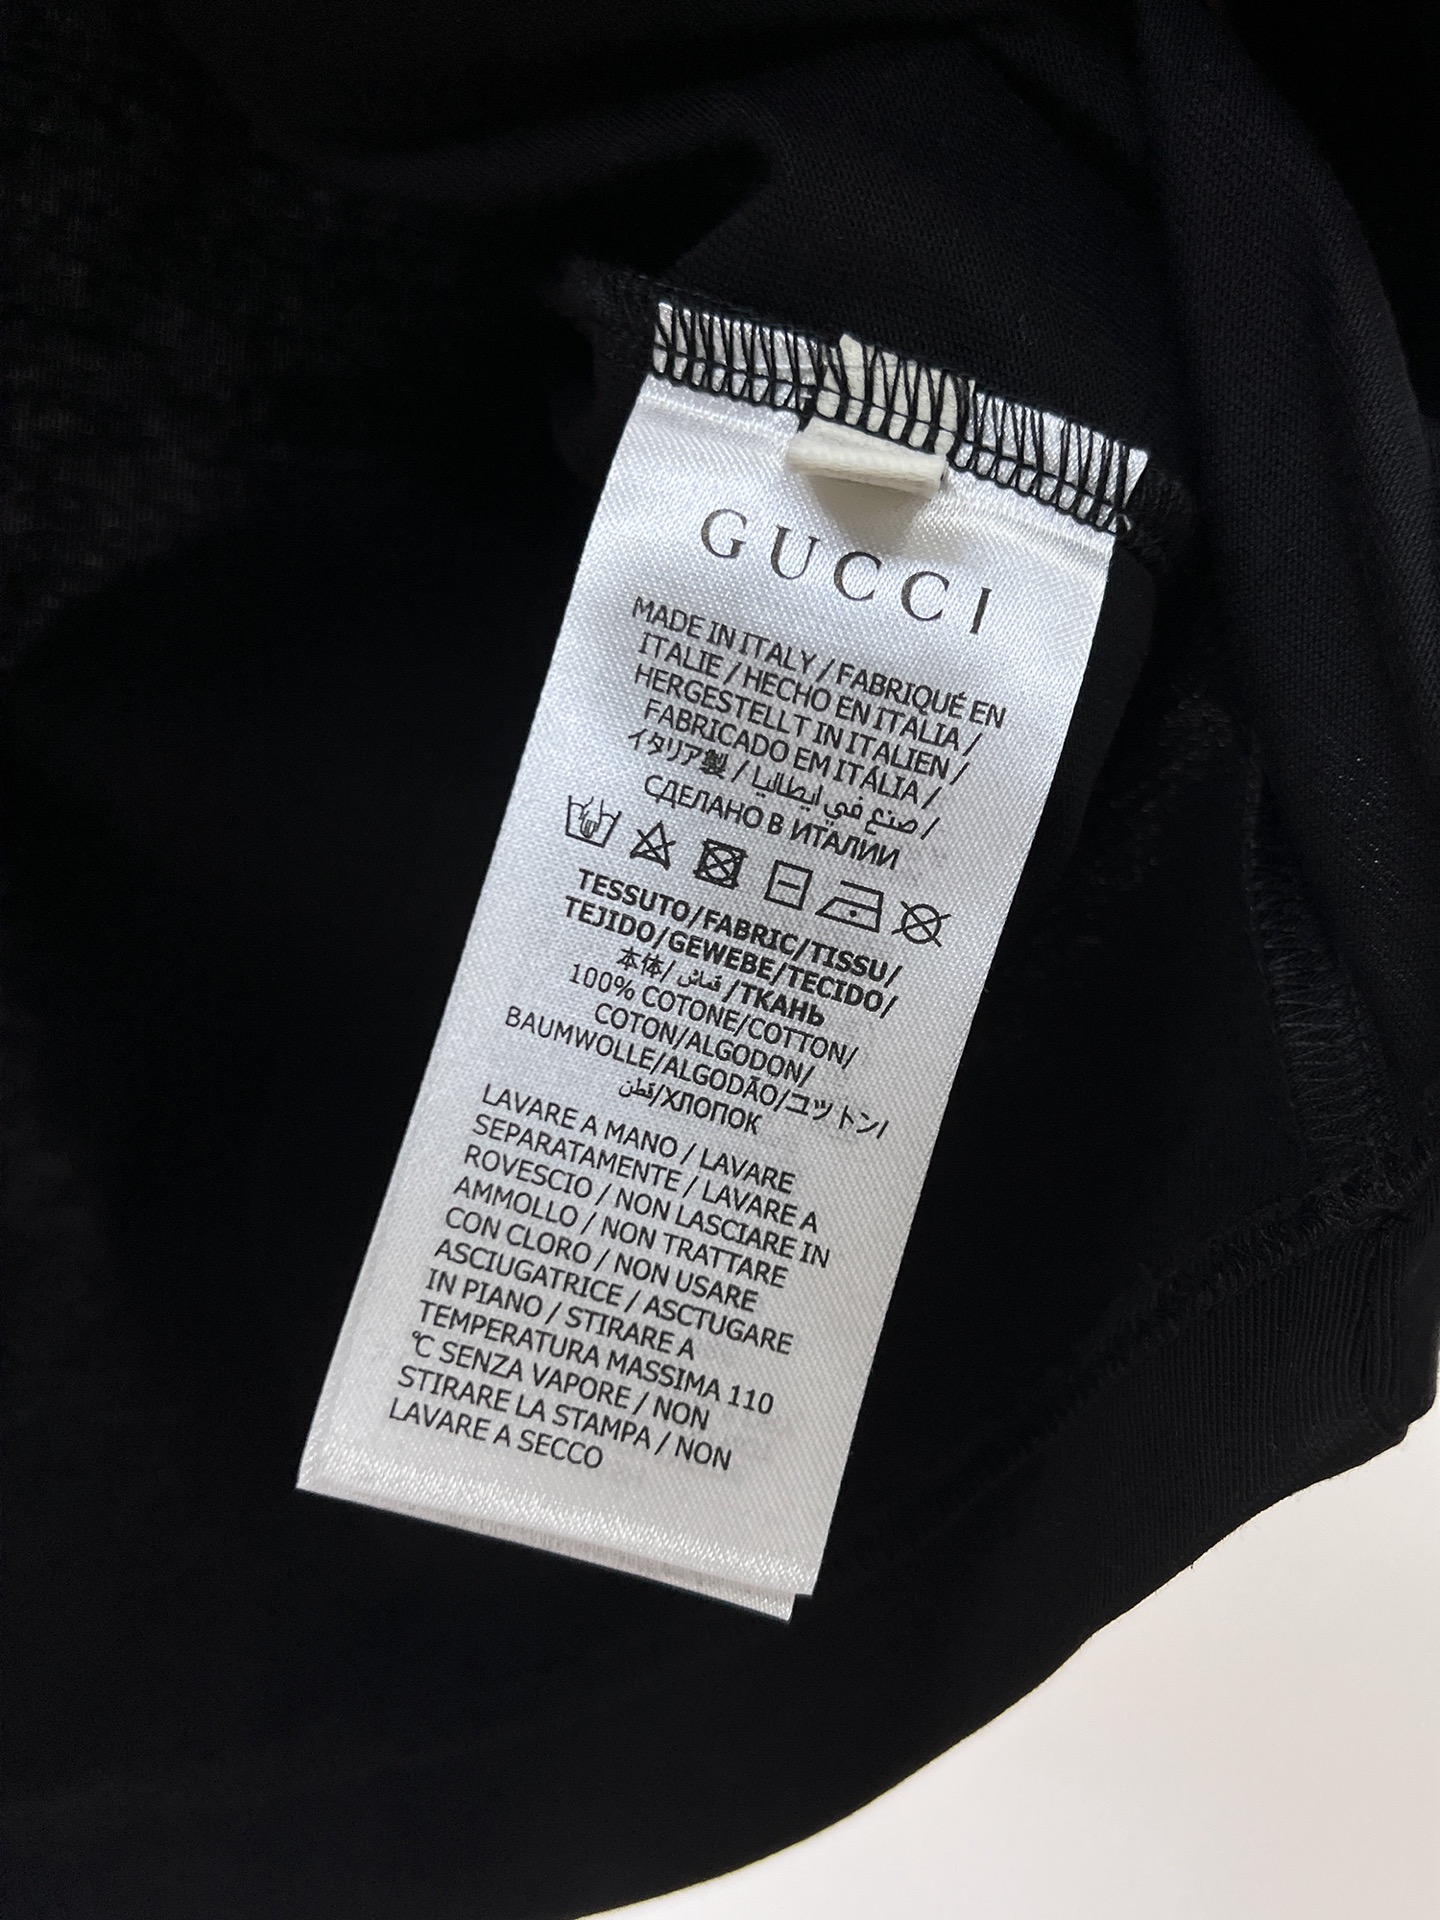 GUCCI
MADE IN ITALY / FABRIQUÉ EN
ITALIE / HECHO EN ITALIA /
HERGESTELLT IN ITALIEN /
FABRICADO EM ITÁLIA /
イタリア製 / صنع في ايطاليا /
СДЕЛАНО В ИТАЛИИ
TESSUTO/FABRIC/TISSU/
TEJIDO/GEWEBE/TECIDO/
本体/قماش/ТКАНЬ
100% COTONE/COTTON/
COTON/ALGODON/
BAUMWOLLE/ALGODÃO/コットン/
قطن/ХЛОПОК
LAVARE A MANO / LAVARE
SEPARATAMENTE / LAVARE A
ROVESCIO / NON LASCIARE IN
AMMOLLO / NON TRATTARE
CON CLORO / NON USARE
ASCIUGATRICE / ASCTUGARE
IN PIANO / STIRARE A
TEMPERATURA MASSIMA 110
°C SENZA VAPORE / NON
STIRARE LA STAMPA / NON
LAVARE A SECCO